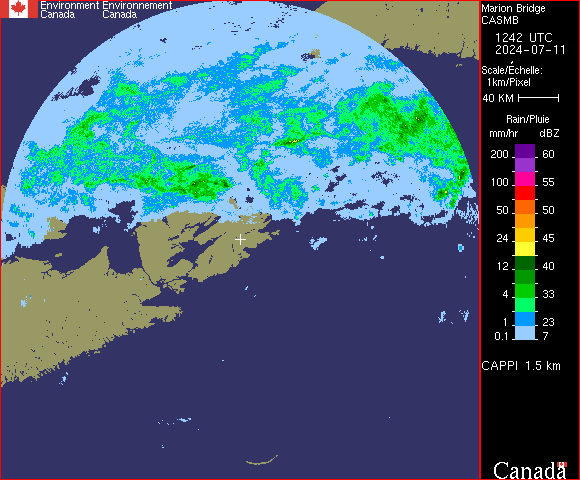 Environment Environnement
Canada Canada
Marion Bridge
CASMB
1242 UTC
2024-07-11
Scale/Échelle:
1km/Pixel
40 KM
Rain/Pluie
mm/hr dBZ
200 60
100 55
50 50
24 45
12 40
4 33
1 23
0.1 7
CAPPI 1.5 km
Canada